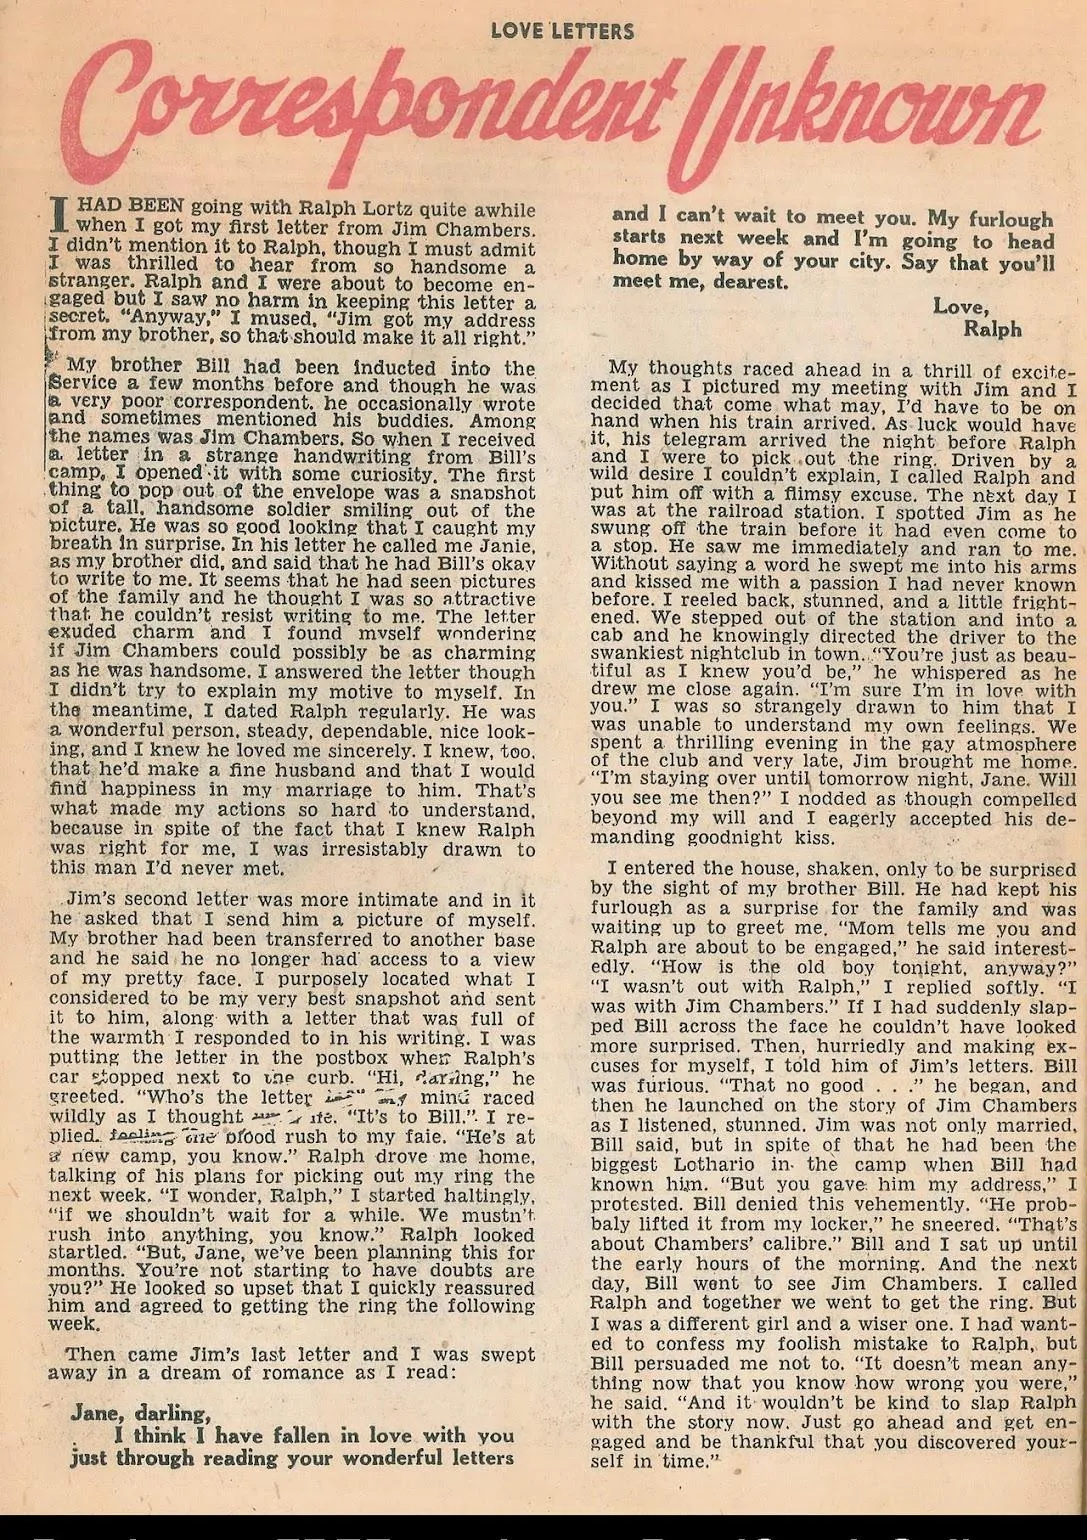 LOVE LETTERS
Correspondent Unknown
I HAD BEEN going with Ralph Lortz quite awhile
when I got my first letter from Jim Chambers.
I didn't mention it to Ralph, though I must admit
I was thrilled to hear from so handsome a
stranger. Ralph and I were about to become en-
gaged but I saw no harm in keeping this letter a
secret. "Anyway," I mused, "Jim got my address
from my brother, so that should make it all right."
My brother Bill had been inducted into the
Service a few months before and though he was
a very poor correspondent, he occasionally wrote
and sometimes mentioned his buddies. Among
the names was Jim Chambers. So when I received
a letter in a strange handwriting from Bill's
camp, I opened it with some curiosity. The first
thing to pop out of the envelope was a snapshot
of a tall, handsome soldier smiling out of the
picture. He was so good looking that I caught my
breath in surprise. In his letter he called me Janie,
as my brother did, and said that he had Bill's okay
to write to me. It seems that he had seen pictures
of the family and he thought I was so attractive
that he couldn't resist writing to me. The letter
exuded charm and I found myself wondering
if Jim Chambers could possibly be as charming
as he was handsome. I answered the letter though
I didn't try to explain my motive to myself. In
the meantime, I dated Ralph regularly. He was
a wonderful person, steady, dependable, nice look-
ing, and I knew he loved me sincerely. I knew, too,
that he'd make a fine husband and that I would
find happiness in my marriage to him. That's
what made my actions so hard to understand,
because in spite of the fact that I knew Ralph
was right for me, I was irresistably drawn to
this man I'd never met.
Jim's second letter was more intimate and in it
he asked that I send him a picture of myself.
My brother had been transferred to another base
and he said he no longer had access to a view
of my pretty face. I purposely located what I
considered to be my very best snapshot and sent
it to him, along with a letter that was full of
the warmth I responded to in his writing. I was
putting the letter in the postbox when Ralph's
car stopped next to the curb. "Hi, darling," he
greeted. "Who's the letter mind raced
wildly as I thought "It's to Bill," I re-
plied, feeling the blood rush to my faie. "He's at
a new camp, you know." Ralph drove me home,
talking of his plans for picking out my ring the
next week. "I wonder, Ralph," I started haltingly,
"if we shouldn't wait for a while. We mustn't
rush into anything, you know." Ralph looked
startled. "But, Jane, we've been planning this for
months. You're not starting to have doubts are
you?" He looked so upset that I quickly reassured
him and agreed to getting the ring the following
week.
Then came Jim's last letter and I was swept
away in a dream of romance as I read:
Jane, darling,
I think I have fallen in love with you
just through reading your wonderful letters
and I can't wait to meet you. My furlough
starts next week and I'm going to head
home by way of your city. Say that you'll
meet me, dearest.
Love,
Ralph
My thoughts raced ahead in a thrill of excite-
ment as I pictured my meeting with Jim and I
decided that come what may, I'd have to be on
hand when his train arrived. As luck would have
it, his telegram arrived the night before Ralph
and I were to pick out the ring. Driven by a
wild desire I couldn't explain, I called Ralph and
put him off with a flimsy excuse. The next day I
was at the railroad station. I spotted Jim as he
swung off the train before it had even come to
a stop. He saw me immediately and ran to me.
Without saying a word he swept me into his arms
and kissed me with a passion I had never known
before. I reeled back, stunned, and a little fright-
ened. We stepped out of the station and into a
cab and he knowingly directed the driver to the
swankiest nightclub in town. "You're just as beau-
tiful as I knew you'd be," he whispered as he
drew me close again. "I'm sure I'm in love with
you." I was so strangely drawn to him that I
was unable to understand my own feelings. We
spent a thrilling evening in the gay atmosphere
of the club and very late, Jim brought me home.
"I'm staying over until tomorrow night, Jane. Will
you see me then?" I nodded as though compelled
beyond my will and I eagerly accepted his de-
manding goodnight kiss.
I entered the house, shaken, only to be surprised
by the sight of my brother Bill. He had kept his
furlough as a surprise for the family and was
waiting up to greet me. "Mom tells me you and
Ralph are about to be engaged," he said interest-
edly. "How is the old boy tonight, anyway?"
"I wasn't out with Ralph," I replied softly. "I
was with Jim Chambers." If I had suddenly slap-
ped Bill across the face he couldn't have looked
more surprised. Then, hurriedly and making ex-
cuses for myself, I told him of Jim's letters. Bill
was furious. "That no good . . ." he began, and
then he launched on the story of Jim Chambers
as I listened, stunned. Jim was not only married,
Bill said, but in spite of that he had been the
biggest Lothario in the camp when Bill had
known him. "But you gave him my address," I
protested. Bill denied this vehemently. "He prob-
baly lifted it from my locker," he sneered. "That's
about Chambers' calibre." Bill and I sat up until
the early hours of the morning. And the next
day, Bill went to see Jim Chambers. I called
Ralph and together we went to get the ring. But
I was a different girl and a wiser one. I had want-
ed to confess my foolish mistake to Ralph, but
Bill persuaded me not to. "It doesn't mean any-
thing now that you know how wrong you were,"
he said. "And it wouldn't be kind to slap Ralph
with the story now. Just go ahead and get en-
gaged and be thankful that you discovered your-
self in time."